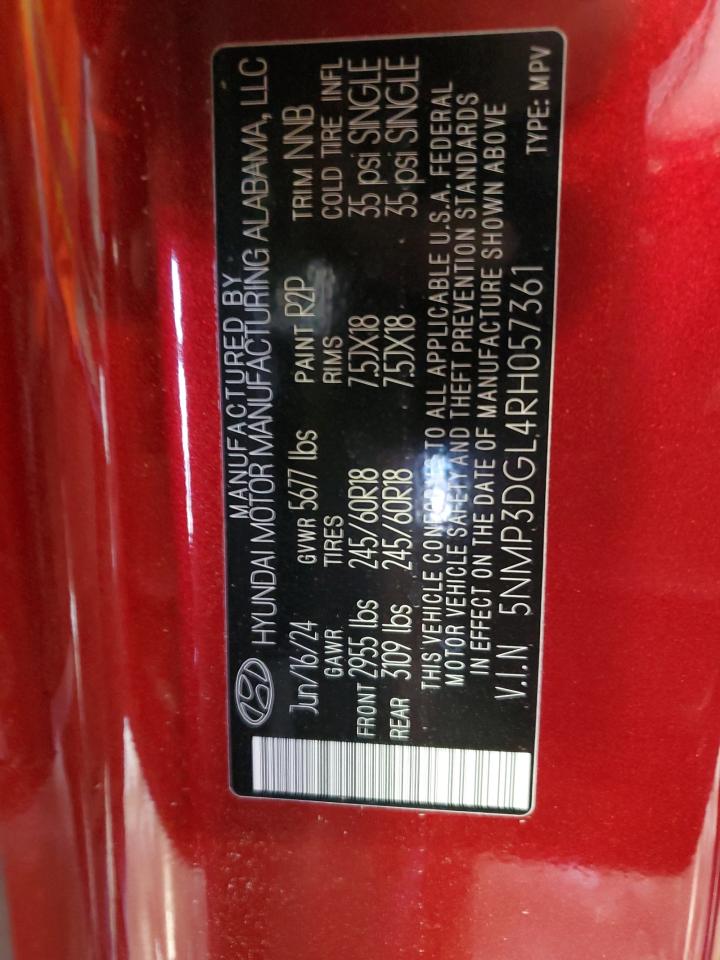 MANUFACTURED BY
HYUNDAI MOTOR MANUFACTURING ALABAMA, LLC
Jun/16/24 GVWR 5677 lbs PAINT R2P TRIM NNB
GAWR TIRES RIMS COLD TIRE INFL
FRONT 2955 lbs 245/60R18 7.5JX18 35 psi SINGLE
REAR 3109 lbs 245/60R18 7.5JX18 35 psi SINGLE
THIS VEHICLE CONFORMS TO ALL APPLICABLE U.S.A. FEDERAL
MOTOR VEHICLE SAFETY AND THEFT PREVENTION STANDARDS
IN EFFECT ON THE DATE OF MANUFACTURE SHOWN ABOVE
V.I.N 5NMP3DGL4RH057361 TYPE: MPV